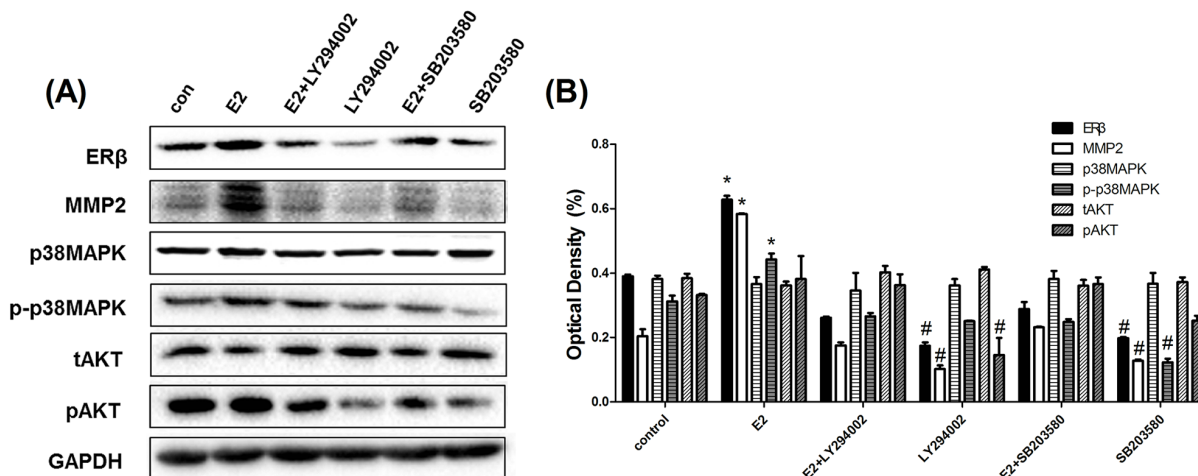 (A)
con
E2
E2+LY294002
LY294002
E2+SB203580
SB203580
ERβ
MMP2
p38MAPK
p-p38MAPK
tAKT
pAKT
GAPDH
(B)
ERβ
MMP2
p38MAPK
p-p38MAPK
tAKT
pAKT
Optical Density (%)
0.8
0.6
0.4
0.2
0.0
* * *
# # #
# # #
control
E2
E2+LY294002
LY294002
E2+SB203580
SB203580